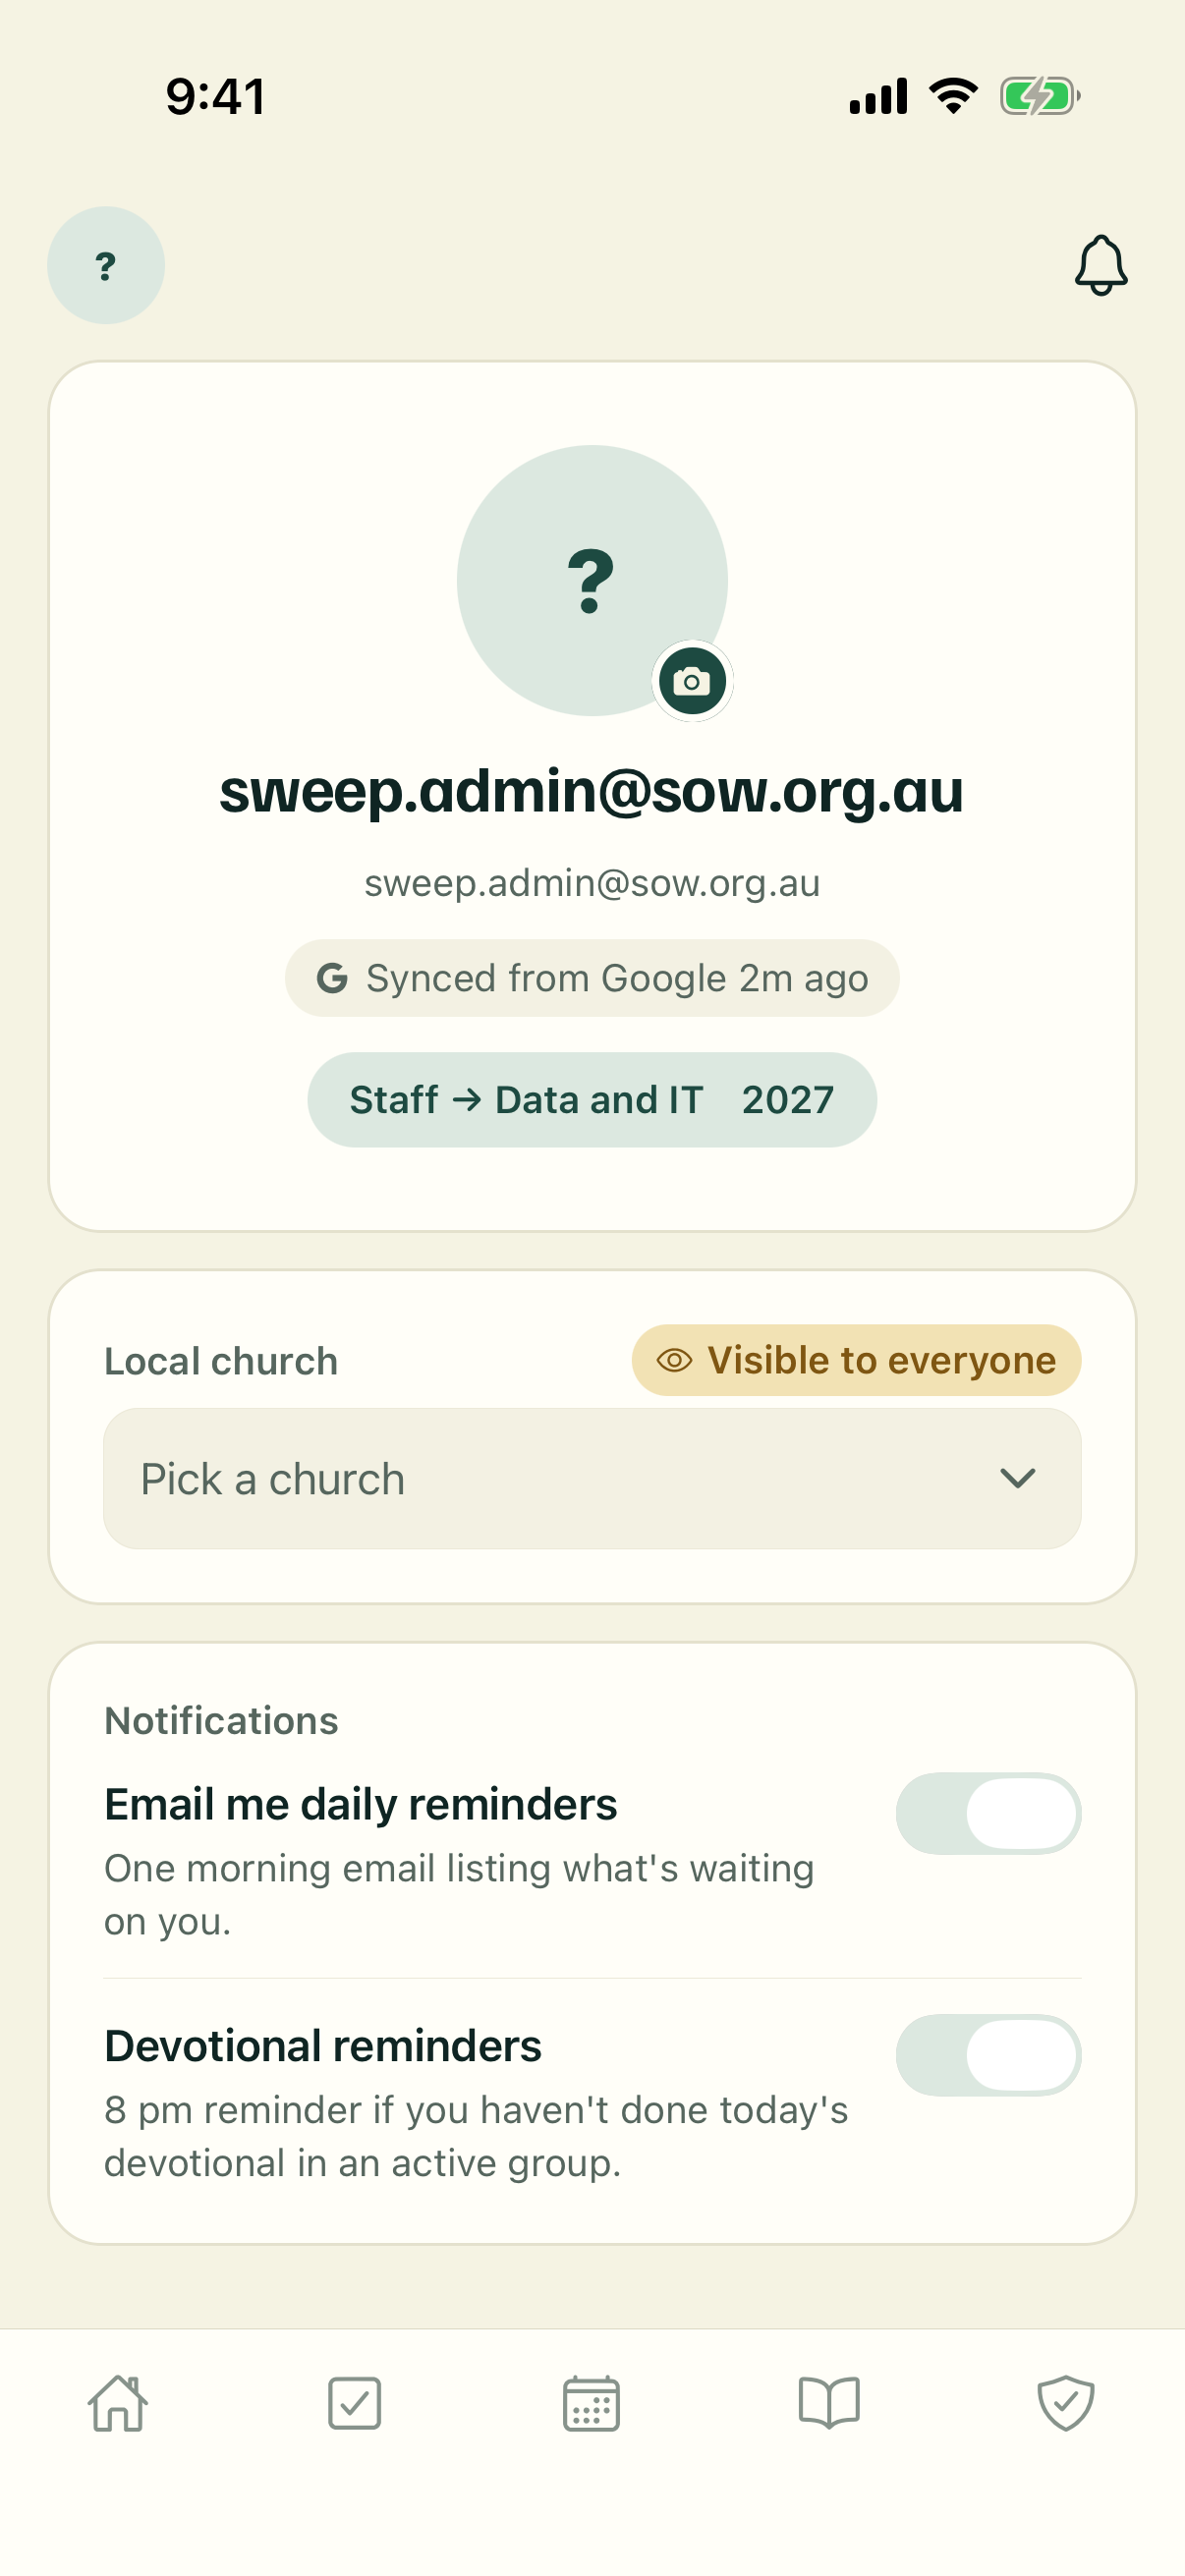 9:41
?
?
sweep.admin@sow.org.au
sweep.admin@sow.org.au
G Synced from Google 2m ago
Staff → Data and IT 2027
Local church
Visible to everyone
Pick a church
Notifications
Email me daily reminders
One morning email listing what's waiting
on you.
Devotional reminders
8 pm reminder if you haven't done today's
devotional in an active group.